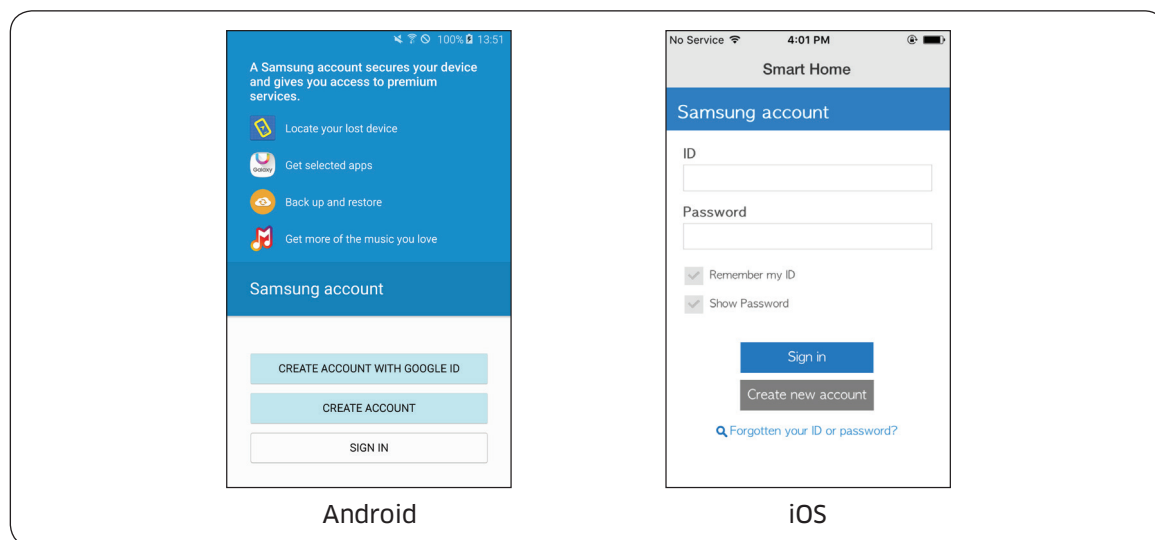 100% 13:51
A Samsung account secures your device
and gives you access to premium
services.
Locate your lost device
Galaxy
Get selected apps
Back up and restore
Get more of the music you love
Samsung account
CREATE ACCOUNT WITH GOOGLE ID
CREATE ACCOUNT
SIGN IN
Android
No Service 4:01 PM
Smart Home
Samsung account
ID
Password
Remember my ID
Show Password
Sign in
Create new account
Forgotten your ID or password?
iOS